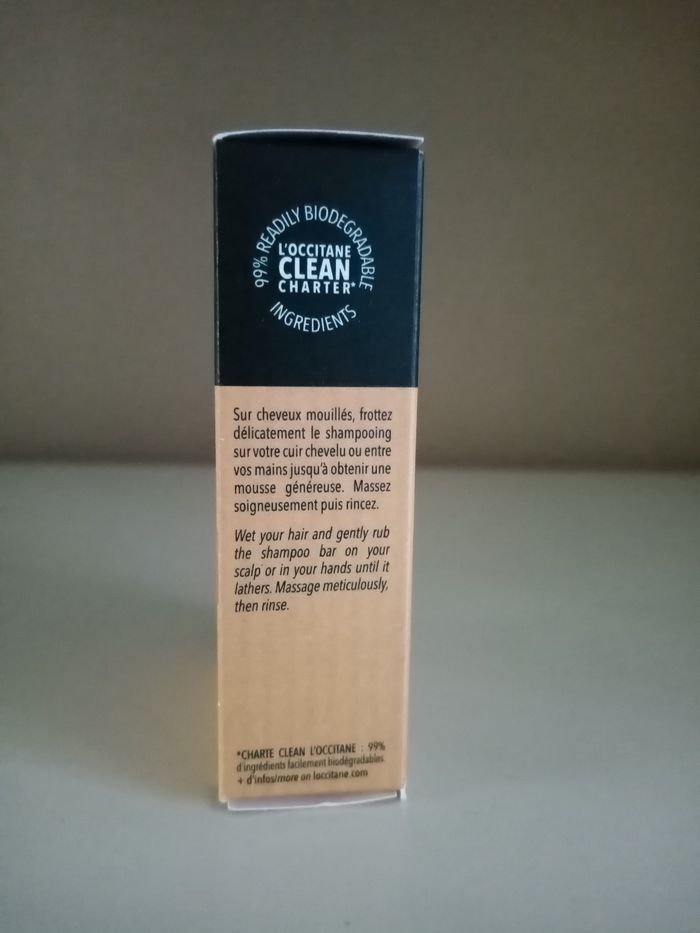 99% READILY BIODEGRADABLE
L'OCCITANE
CLEAN
CHARTER*
INGREDIENTS
Sur cheveux mouillés, frottez
délicatement le shampooing
sur votre cuir chevelu ou entre
vos mains jusqu'à obtenir une
mousse généreuse. Massez
soigneusement puis rincez.
Wet your hair and gently rub
the shampoo bar on your
scalp or in your hands until it
lathers. Massage meticulously,
then rinse.
*CHARTE CLEAN L'OCCITANE : 99%
d'ingrédients facilement biodégradables.
+ d'infos/more on loccitane.com